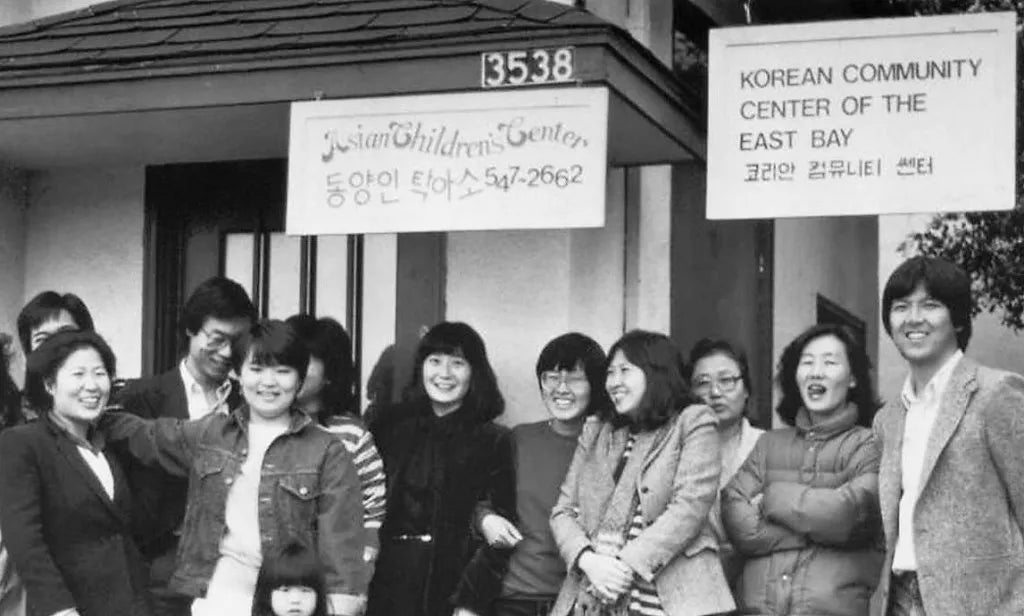 3538
Asian Children's Center
동양인 탁아소 547-2662
KOREAN COMMUNITY
CENTER OF THE
EAST BAY
코리안 컴뮤니티 쎈터